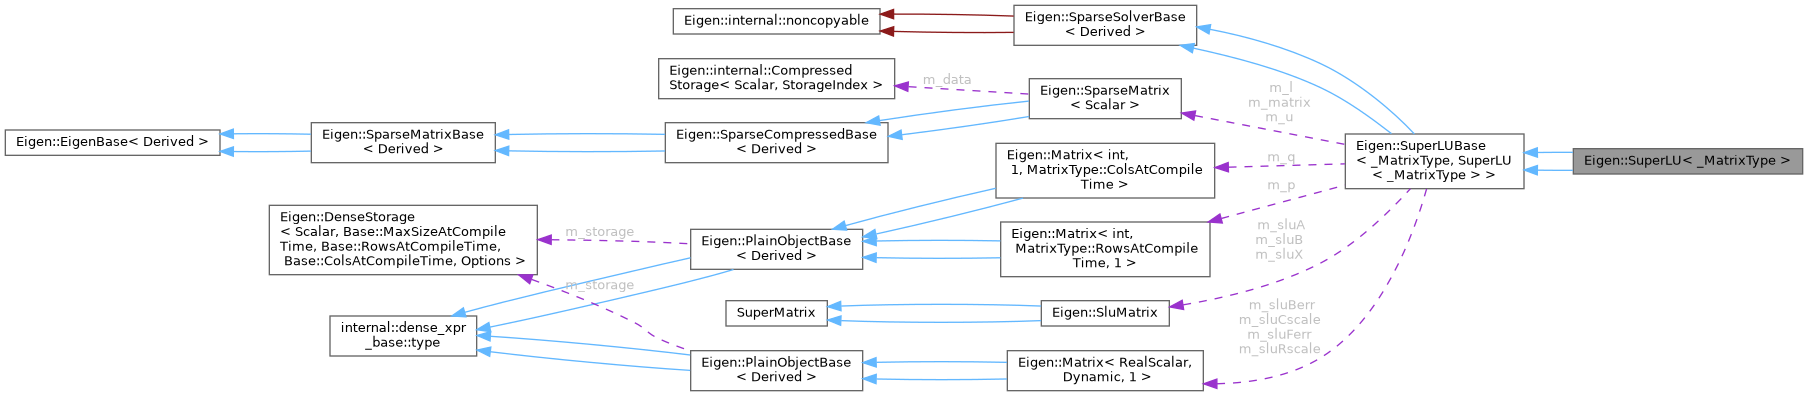 Eigen::internal::noncopyable
Eigen::SparseSolverBase
< Derived >
Eigen::internal::Compressed
Storage< Scalar, StorageIndex >
m_data
Eigen::SparseMatrix
< Scalar >
m_l
m_matrix
m_u
Eigen::EigenBase< Derived >
Eigen::SparseMatrixBase
< Derived >
Eigen::SparseCompressedBase
< Derived >
Eigen::SuperLUBase
< _MatrixType, SuperLU
< _MatrixType > >
Eigen::SuperLU< _MatrixType >
Eigen::Matrix< int,
1, MatrixType::ColsAtCompile
Time >
m_q
m_p
Eigen::DenseStorage
< Scalar, Base::MaxSizeAtCompile
Time, Base::RowsAtCompileTime,
Base::ColsAtCompileTime, Options >
m_storage
Eigen::PlainObjectBase
< Derived >
Eigen::Matrix< int,
MatrixType::RowsAtCompile
Time, 1 >
m_sluA
m_sluB
m_sluX
m_storage
SuperMatrix
Eigen::SluMatrix
m_sluBerr
m_sluCscale
m_sluFerr
m_sluRscale
internal::dense_xpr
_base::type
Eigen::PlainObjectBase
< Derived >
Eigen::Matrix< RealScalar,
Dynamic, 1 >